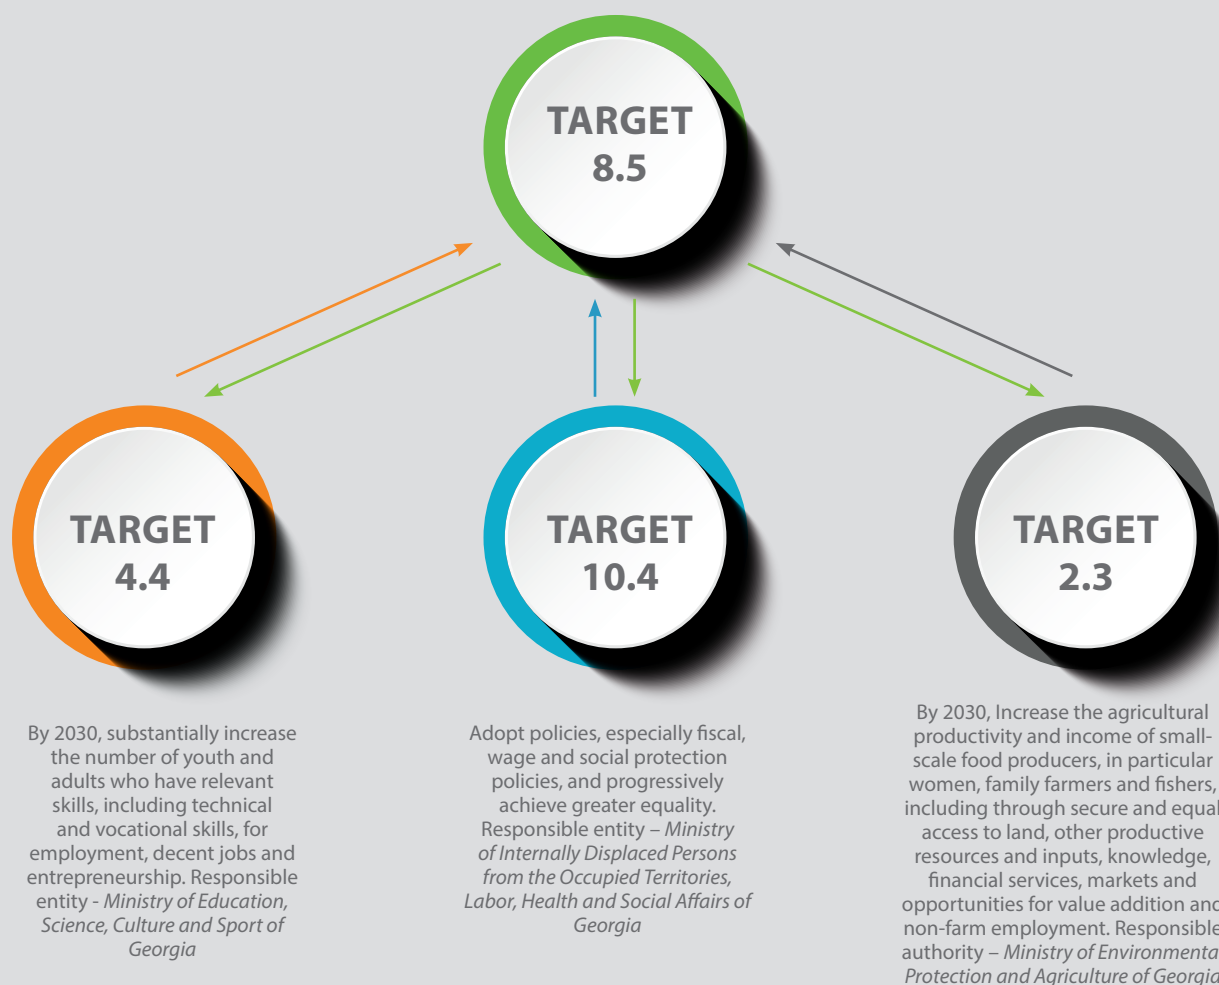 TARGET
8.5
TARGET
4.4
By 2030, substantially increase
the number of youth and
adults who have relevant
skills, including technical
and vocational skills, for
employment, decent jobs and
entrepreneurship. Responsible
entity - Ministry of Education,
Science, Culture and Sport of
Georgia
TARGET
10.4
Adopt policies, especially fiscal,
wage and social protection
policies, and progressively
achieve greater equality.
Responsible entity – Ministry
of Internally Displaced Persons
from the Occupied Territories,
Labor, Health and Social Affairs of
Georgia
TARGET
2.3
By 2030, Increase the agricultural
productivity and income of small-
scale food producers, in particular
women, family farmers and fishers,
including through secure and equal
access to land, other productive
resources and inputs, knowledge,
financial services, markets and
opportunities for value addition and
non-farm employment. Responsible
authority – Ministry of Environmenta
Protection and Agriculture of Georgia